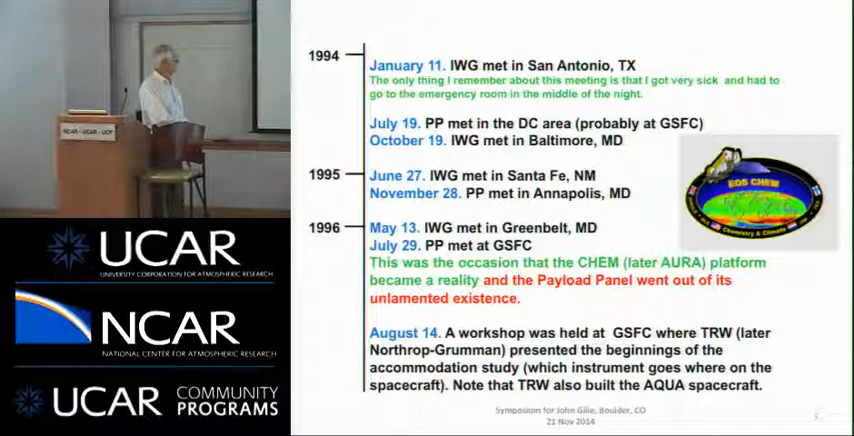 NCAR - UCAR - UCP
UCAR
UNIVERSITY CORPORATION FOR ATMOSPHERIC RESEARCH
NCAR
NATIONAL CENTER FOR ATMOSPHERIC RESEARCH
UCAR COMMUNITY PROGRAMS
1994
January 11. IWG met in San Antonio, TX
The only thing I remember about this meeting is that I got very sick and had to
go to the emergency room in the middle of the night.
July 19. PP met in the DC area (probably at GSFC)
October 19. IWG met in Baltimore, MD
1995
June 27. IWG met in Santa Fe, NM
November 28. PP met in Annapolis, MD
EOS CHEM
Chemistry & Climate
1996
May 13. IWG met in Greenbelt, MD
July 29. PP met at GSFC
This was the occasion that the CHEM (later AURA) platform
became a reality and the Payload Panel went out of its
unlamented existence.
August 14. A workshop was held at GSFC where TRW (later
Northrop-Grumman) presented the beginnings of the
accommodation study (which instrument goes where on the
spacecraft). Note that TRW also built the AQUA spacecraft.
Symposium for John Gille, Boulder, CO
21 Nov 2014
5